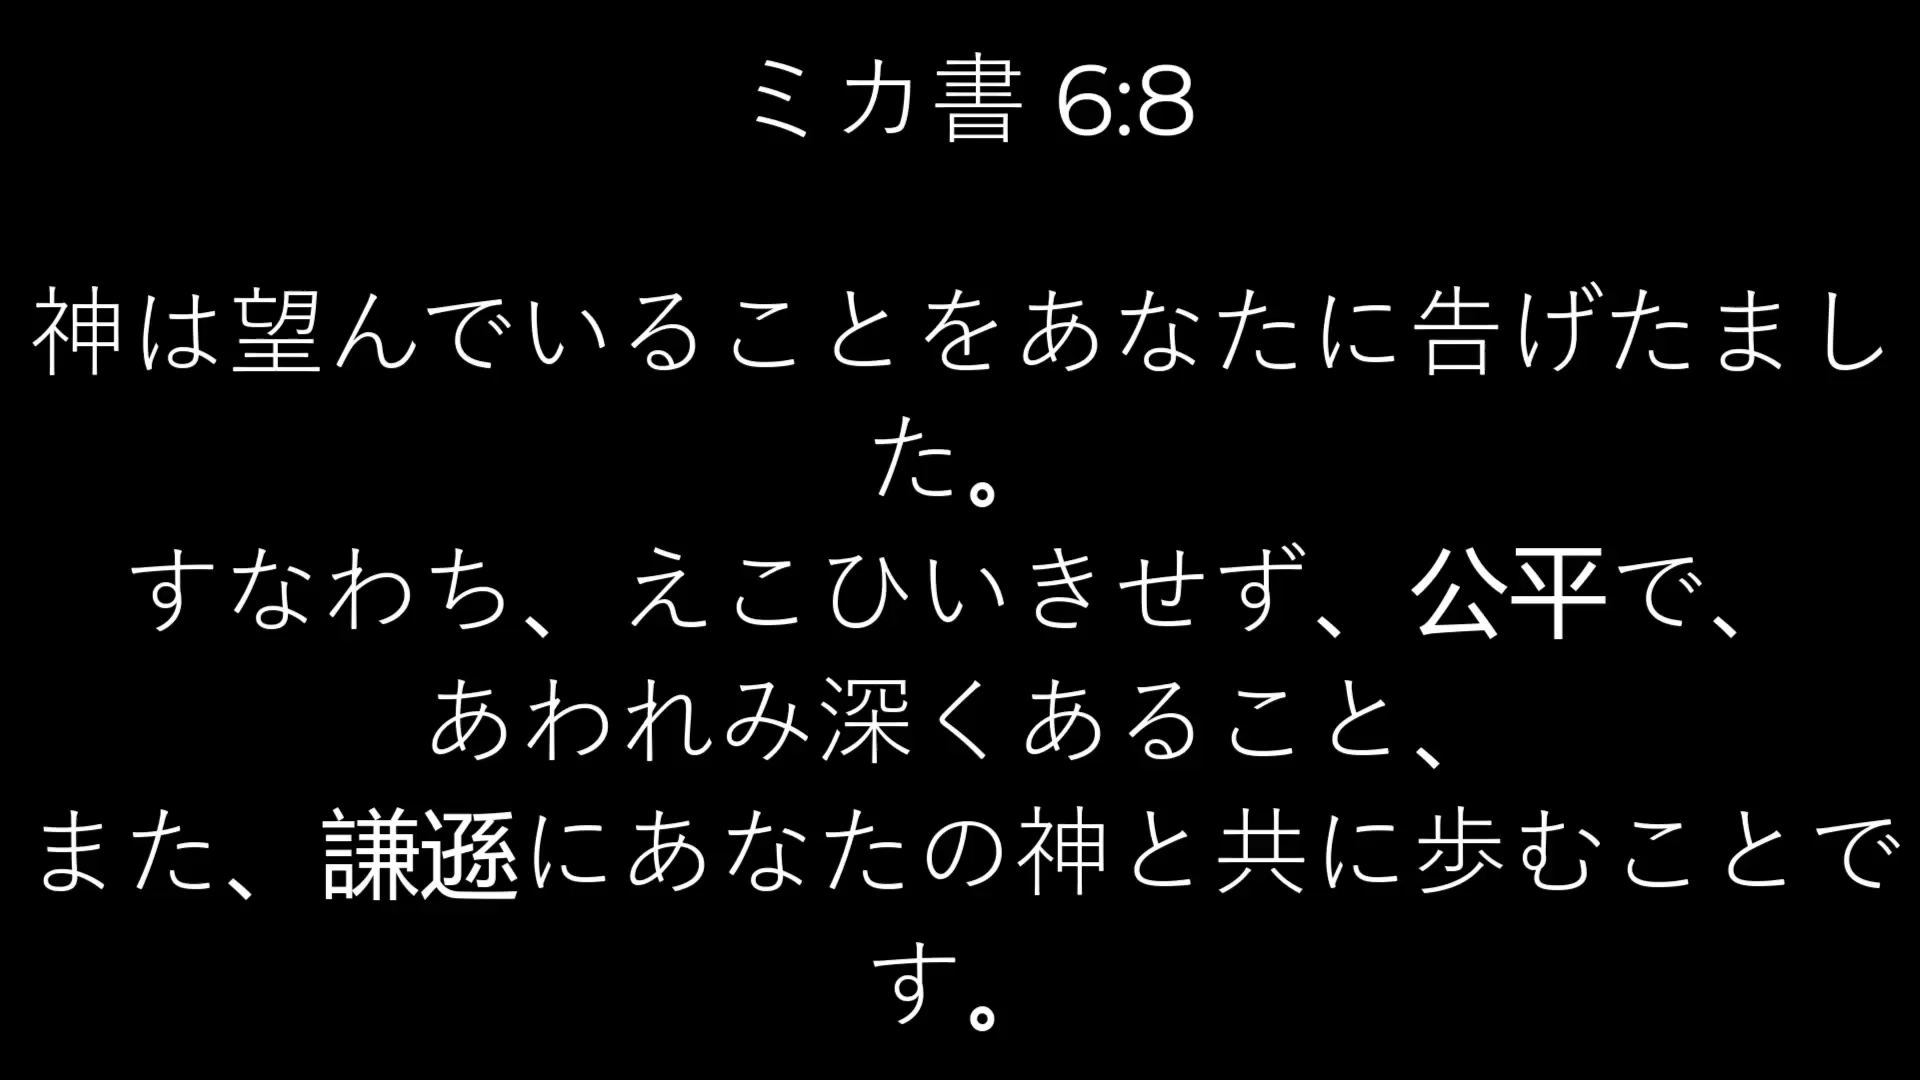 ミカ書 6:8
神は望んでいることをあなたに告げたまし
た。
すなわち、えこひいきせず、公平で、
あわれみ深くあること、
また、謙遜にあなたの神と共に歩むことで
す。